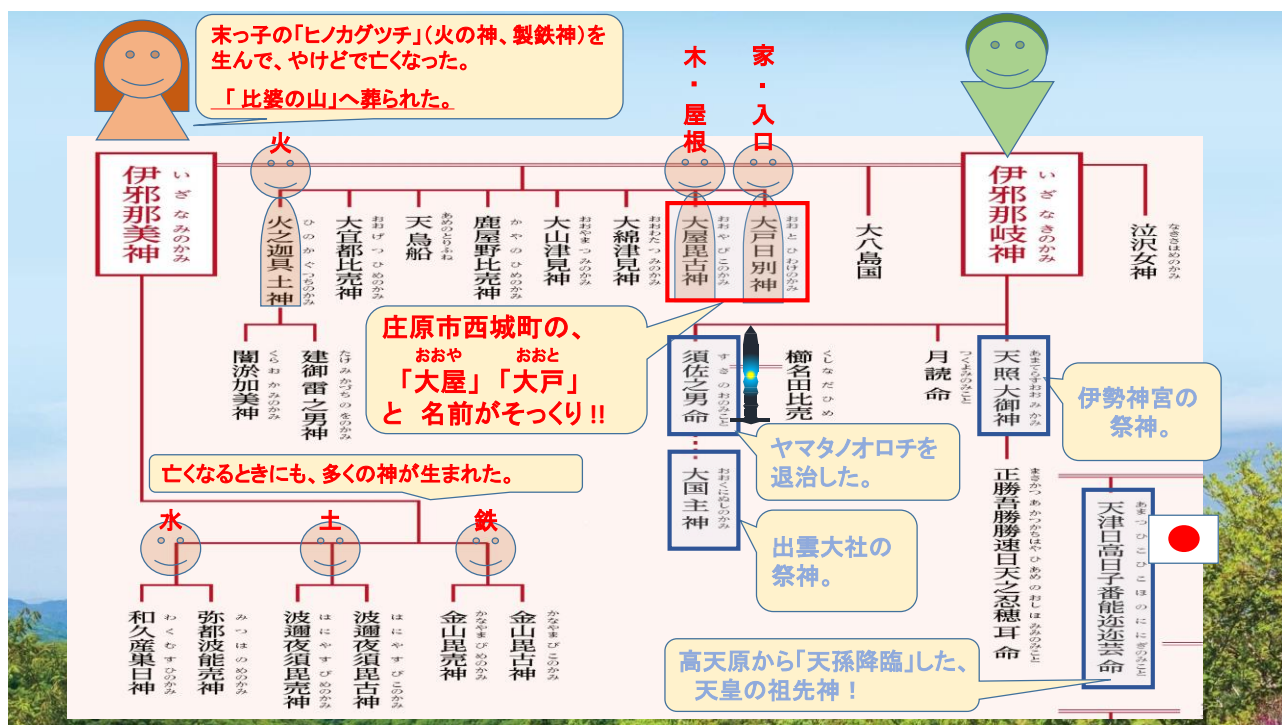 末っ子の「ヒノカグツチ」(火の神、製鉄神)を
生んで、やけどで亡くなった。
「 比婆の山」へ葬られた。
木・屋根
家・入口
火
伊邪那美神
いざなみのかみ
火之迦具土神
ひのかぐつちのかみ
大宜都比売神
おおげつひめのかみ
天鳥船
あめのとりふね
鹿屋野比売神
かやのひめのかみ
大山津見神
おおやまつみのかみ
大綿津見神
おおわたつみのかみ
大屋毘古神
おおやびこのかみ
大戸日別神
おおとひわけのかみ
大八島国
伊邪那岐神
いざなきのかみ
泣沢女神
なきさはめのかみ
闇淤加美神
くらおかみのかみ
建御雷之男神
たけみかづちのをのかみ
庄原市西城町の、
おおや おおと
「大屋」「大戸」
と 名前がそっくり!!
須佐之男命
すさのおのみこと
櫛名田比売
くしなだひめ
月読命
つくよみのみこと
天照大御神
あまてらすおおみかみ
伊勢神宮の
祭神。
ヤマタノオロチを
退治した。
大国主神
おおくにぬしのかみ
出雲大社の
祭神。
正勝吾勝勝速日天之忍穂耳命
まさかつあかつかちはやひあめのおしほみみのみこと
天津日高日子番能迩迩芸命
あまつひこひこほのににぎのみこと
高天原から「天孫降臨」した、
天皇の祖先神!
亡くなるときにも、多くの神が生まれた。
水
土
鉄
和久産巣日神
わくむすひのかみ
弥都波能売神
みつはのめのかみ
波邇夜須毘売神
はにやすびめのかみ
波邇夜須毘古神
はにやすびこのかみ
金山毘売神
かなやまびめのかみ
金山毘古神
かなやまびこのかみ